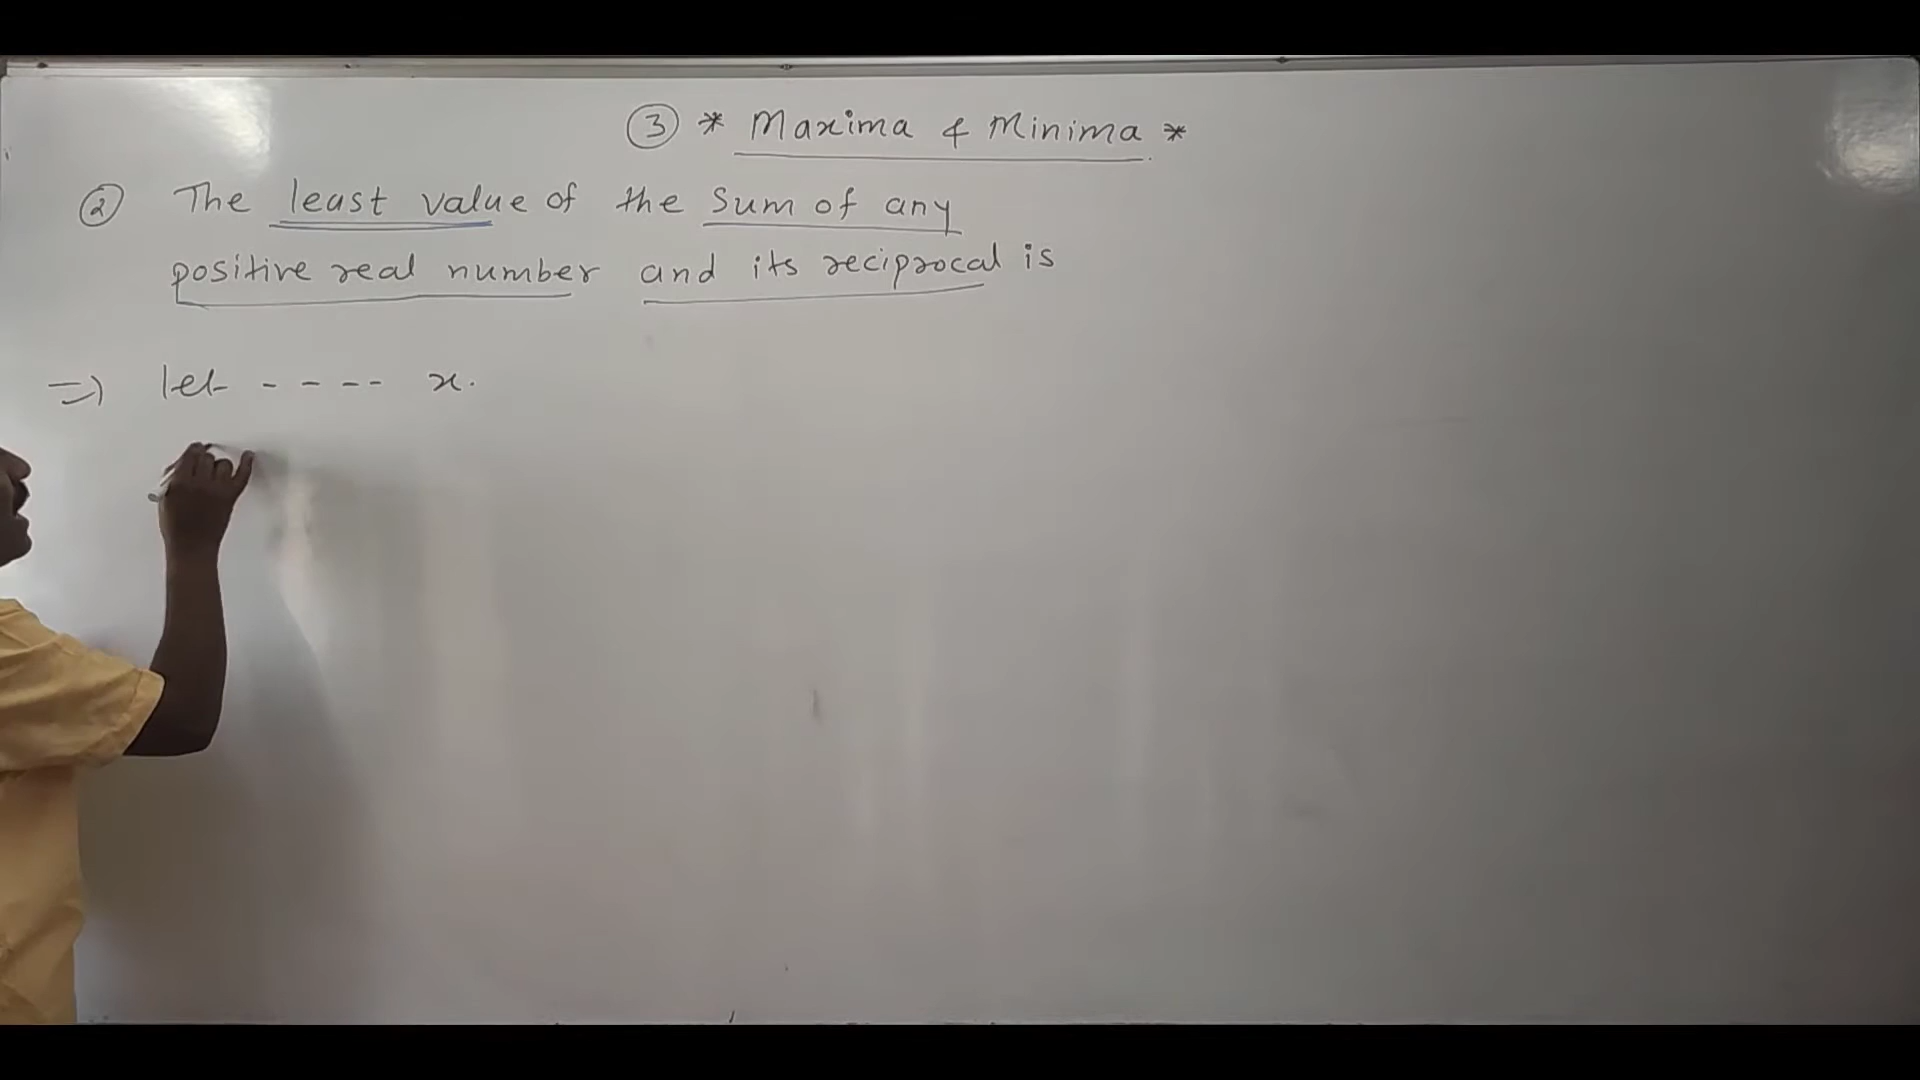 ③ * Maxima & Minima *
② The least value of the sum of any
positive real number and its reciprocal is
=> let - - - - x.